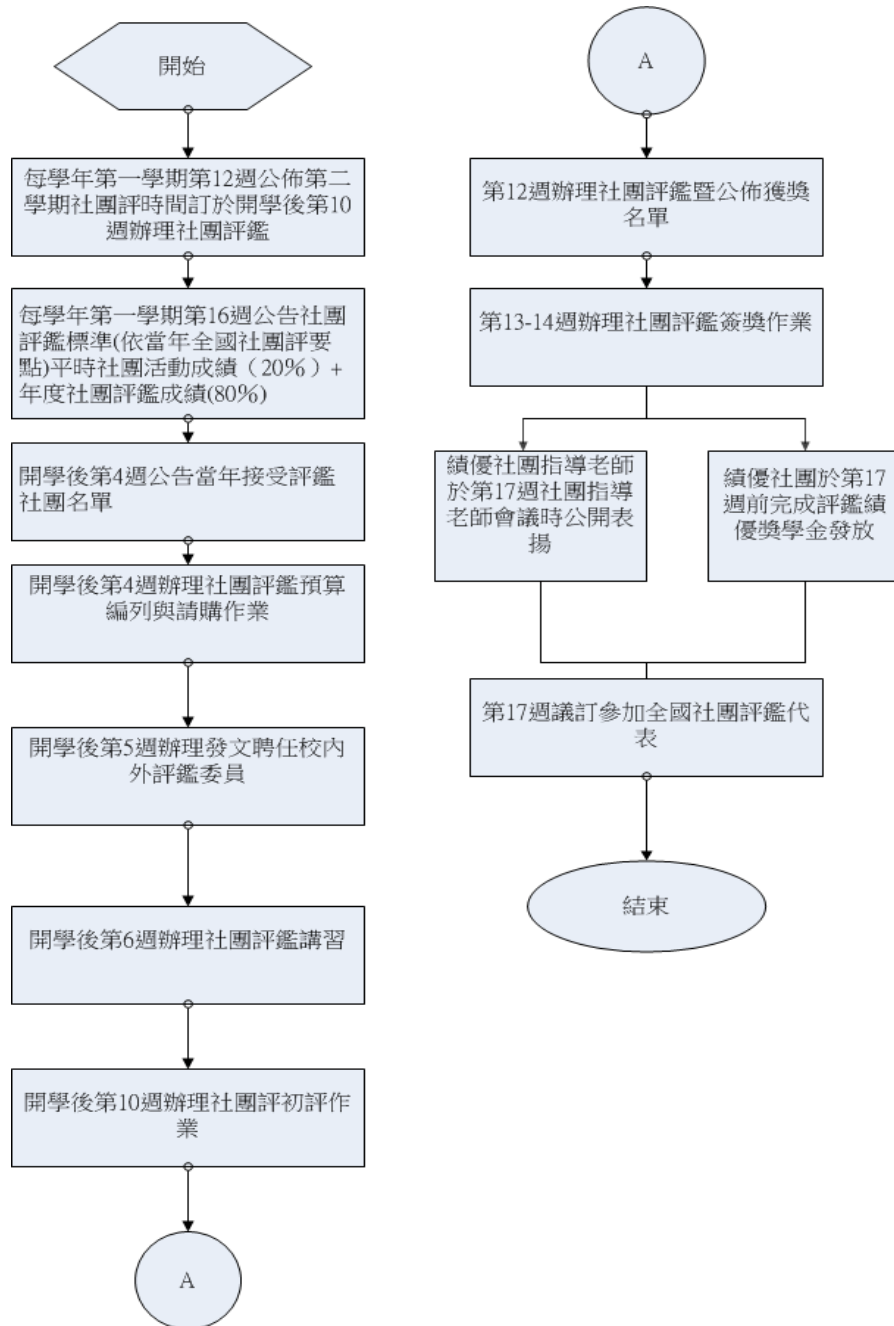 開始
每學年第一學期第12週公佈第二
學期社團評時間訂於開學後第10
週辦理社團評鑑
每學年第一學期第16週公告社團
評鑑標準(依當年全國社團評要
點)平時社團活動成績（20%）+
年度社團評鑑成績(80%)
開學後第4週公告當年接受評鑑
社團名單
開學後第4週辦理社團評鑑預算
編列與請購作業
開學後第5週辦理發文聘任校內
外評鑑委員
開學後第6週辦理社團評鑑講習
開學後第10週辦理社團評初評作
業
A
A
第12週辦理社團評鑑暨公佈獲獎
名單
第13-14週辦理社團評鑑簽獎作業
績優社團指導老師
於第17週社團指導
老師會議時公開表
揚
績優社團於第17
週前完成評鑑績
優獎學金發放
第17週議訂參加全國社團評鑑代
表
結束